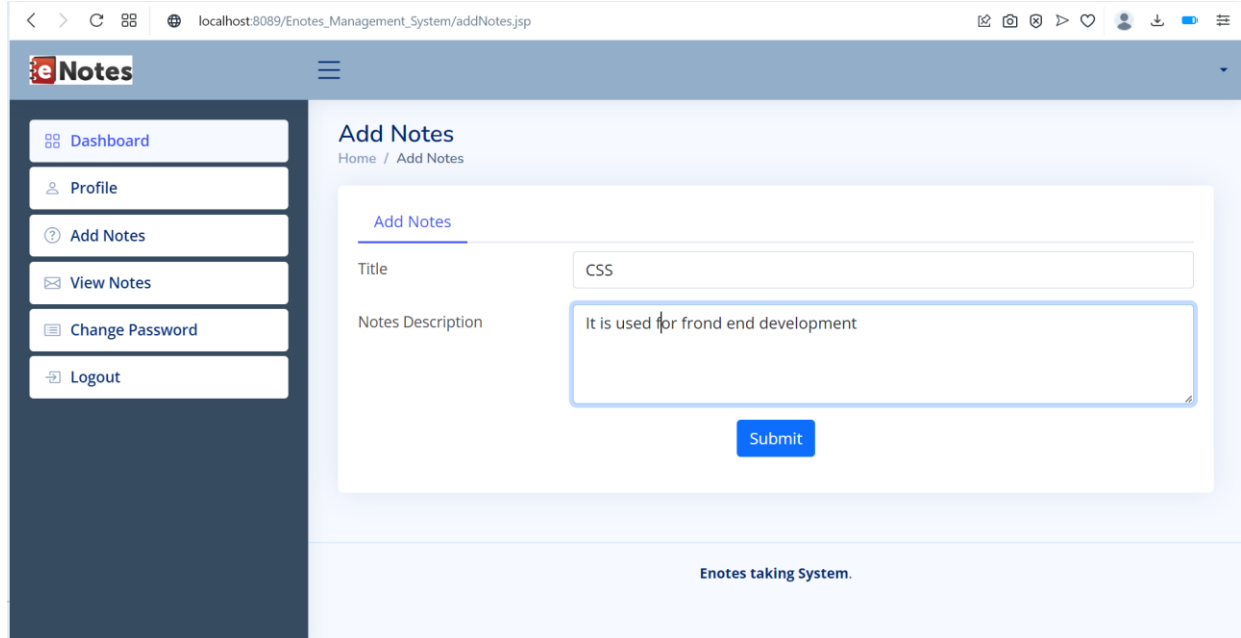 localhost:8089/Enotes_Management_System/addNotes.jsp
eNotes
Dashboard
Profile
Add Notes
View Notes
Change Password
Logout
Add Notes
Home / Add Notes
Add Notes
Title
CSS
Notes Description
It is used for frond end development
Submit
Enotes taking System.